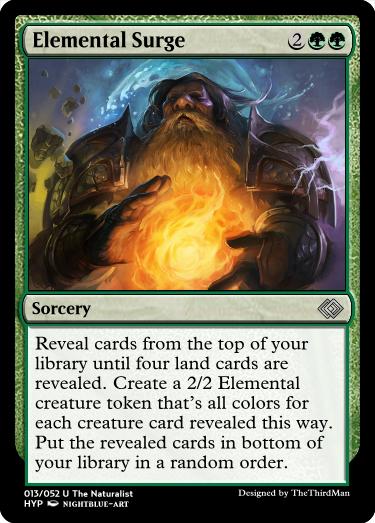 Elemental Surge 2
Sorcery
Reveal cards from the top of your
library until four land cards are
revealed. Create a 2/2 Elemental
creature token that's all colors for
each creature card revealed this way.
Put the revealed cards in bottom of
your library in a random order.
013/052 U The Naturalist
HYP NIGHTBLUE-ART
Designed by TheThirdMan